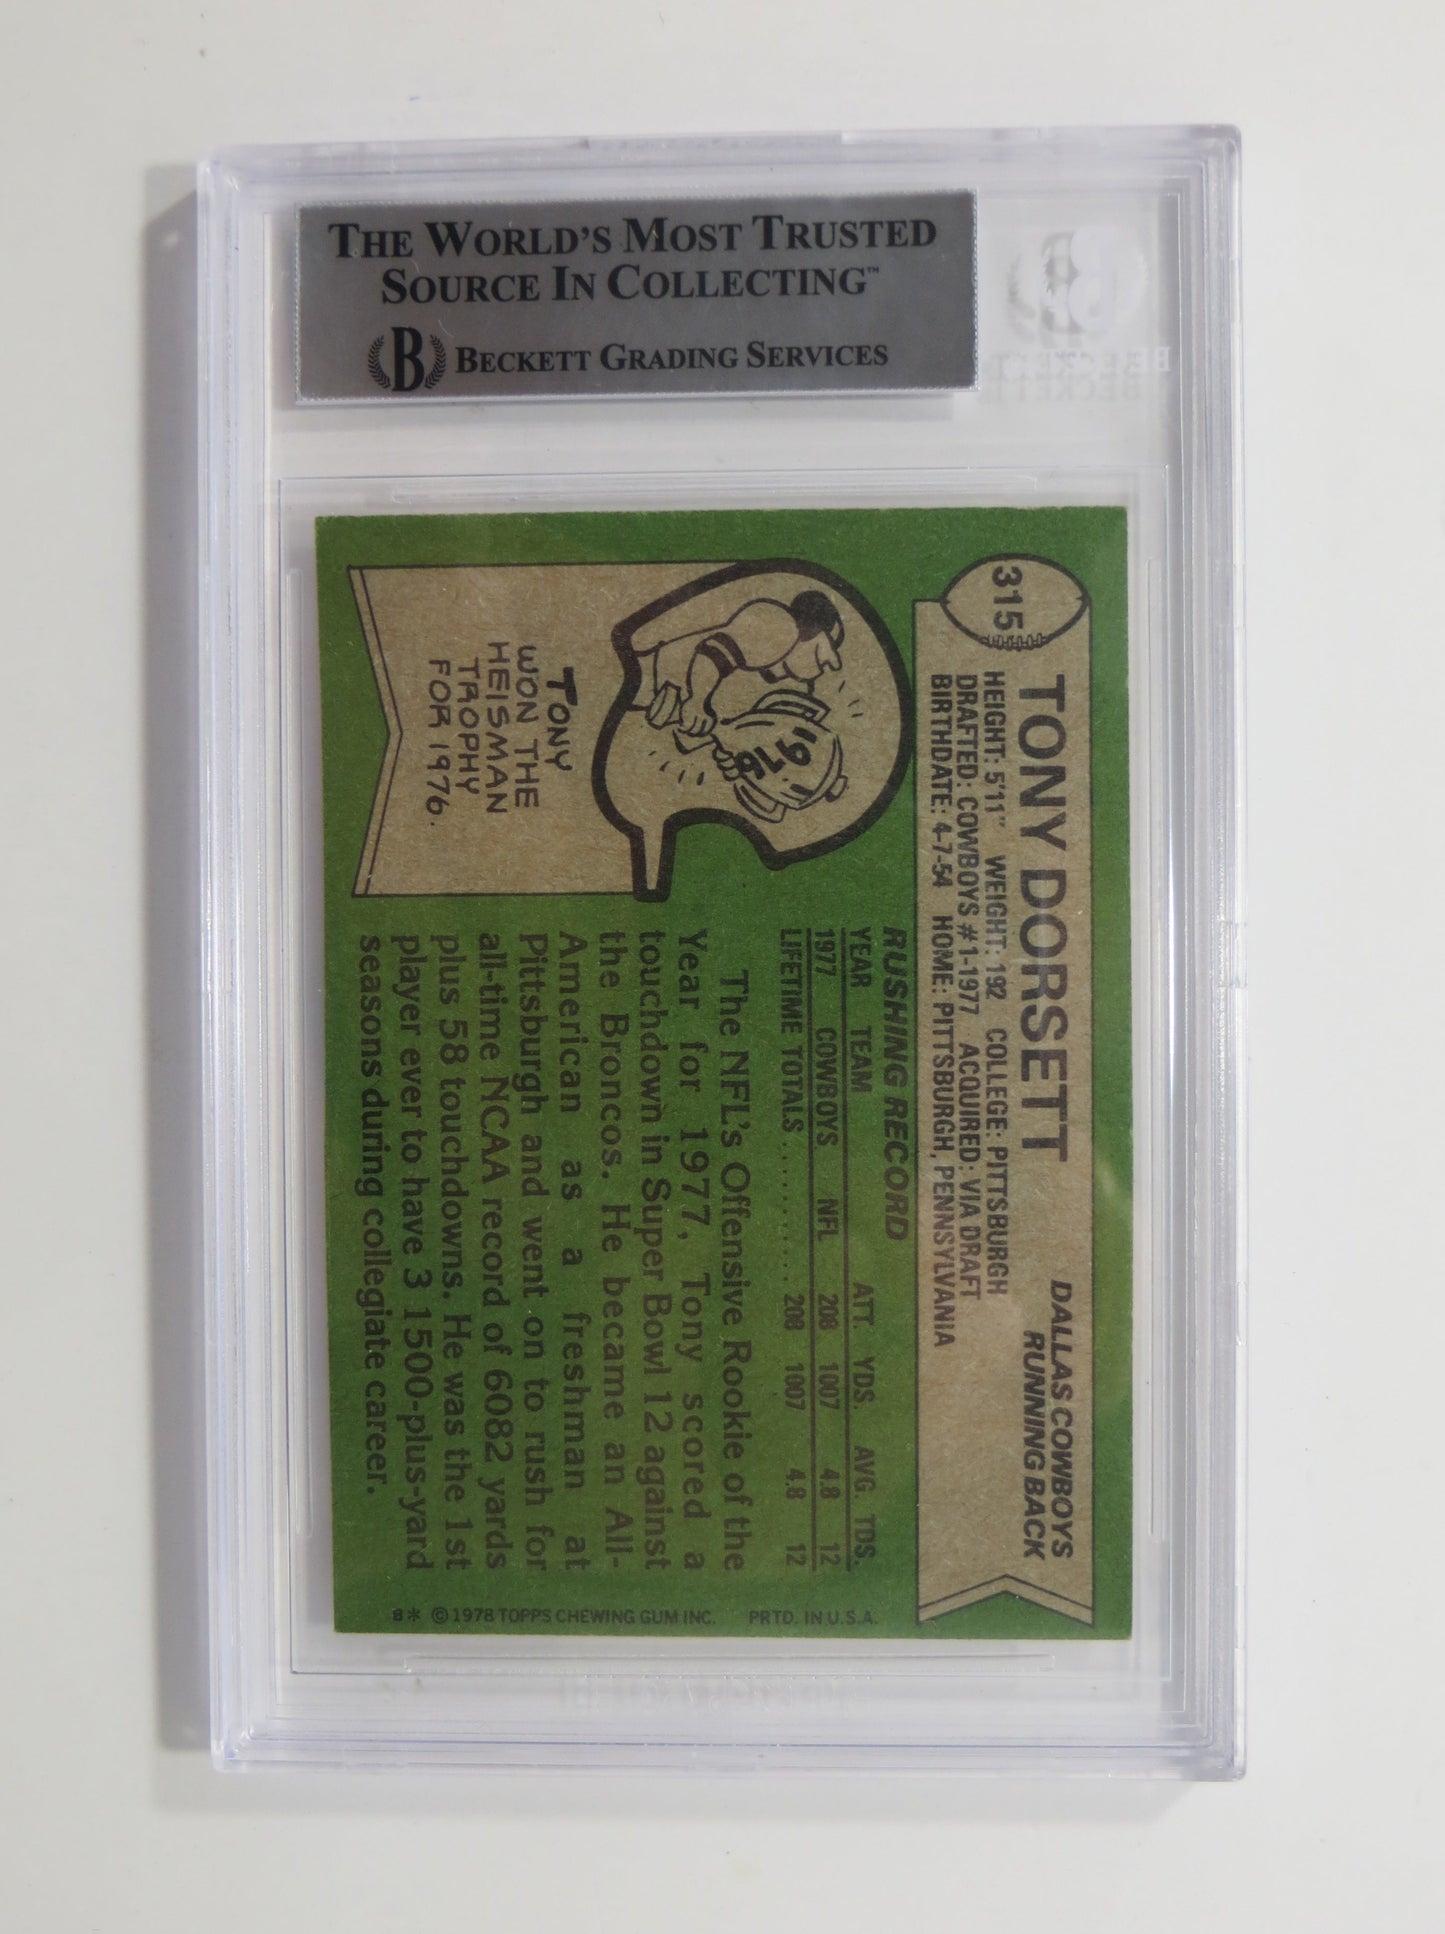 THE WORLD'S MOST TRUSTED
SOURCE IN COLLECTING™
B BECKETT GRADING SERVICES
315
TONY DORSETT
DALLAS COWBOYS
RUNNING BACK
HEIGHT: 5'11" WEIGHT: 192 COLLEGE: PITTSBURGH
DRAFTED: COWBOYS #1-1977 ACQUIRED: VIA DRAFT
BIRTHDATE: 4-7-54 HOME: PITTSBURGH, PENNSYLVANIA
1976
TONY
WON THE
HEISMAN
TROPHY
FOR 1976.
RUSHING RECORD
YEAR TEAM ATT. YDS. AVG. TDS.
1977 COWBOYS NFL 208 1007 4.8 12
LIFETIME TOTALS .......... 208 1007 4.8 12
The NFL's Offensive Rookie of the
Year for 1977, Tony scored a
touchdown in Super Bowl 12 against
the Broncos. He became an All-
American as a freshman at
Pittsburgh and went on to rush for
all-time NCAA record of 6082 yards
plus 58 touchdowns. He was the 1st
player ever to have 3 1500-plus-yard
seasons during collegiate career.
B* © 1978 TOPPS CHEWING GUM INC. PRTD. IN U.S.A.